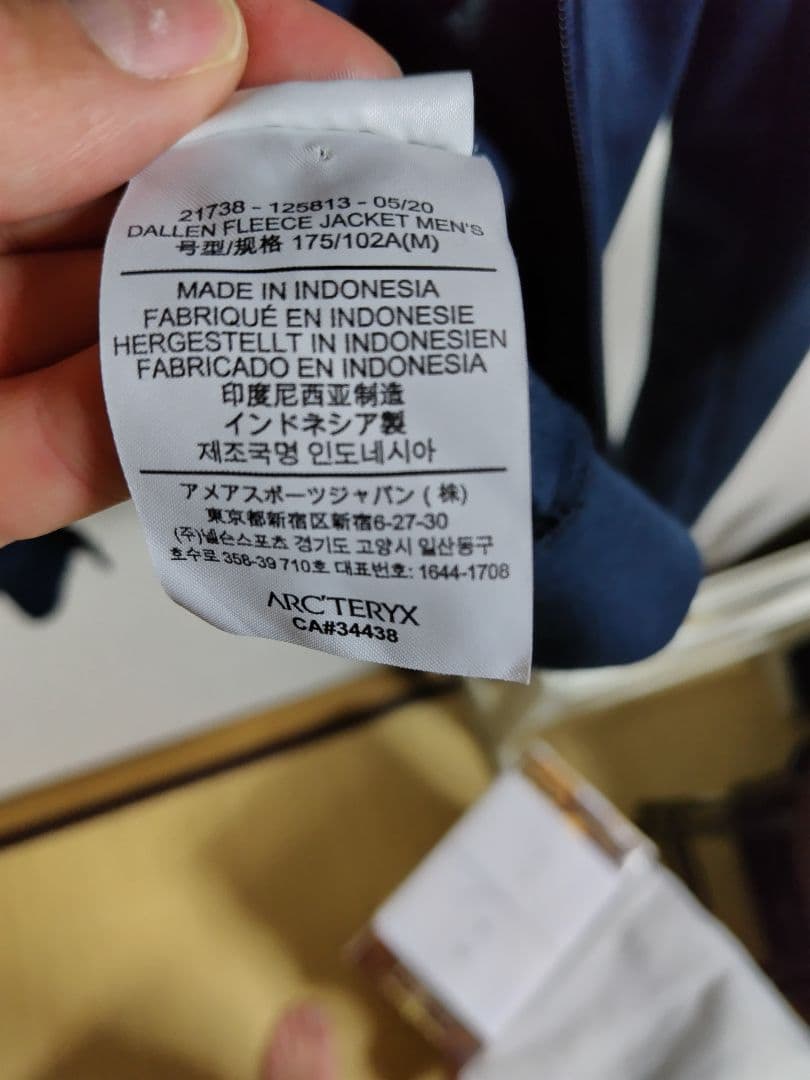 21738 - 125813 - 05/20
DALLEN FLEECE JACKET MEN'S
号型/规格 175/102A(M)
MADE IN INDONESIA
FABRIQUÉ EN INDONESIE
HERGESTELLT IN INDONESIEN
FABRICADO EN INDONESIA
印度尼西亚制造
インドネシア製
제조국명 인도네시아
アメアスポーツジャパン (株)
東京都新宿区新宿6-27-30
(주)넬슨스포츠 경기도 고양시 일산동구
호수로 358-39 710호 대표번호: 1644-1708
ARC'TERYX
CA#34438